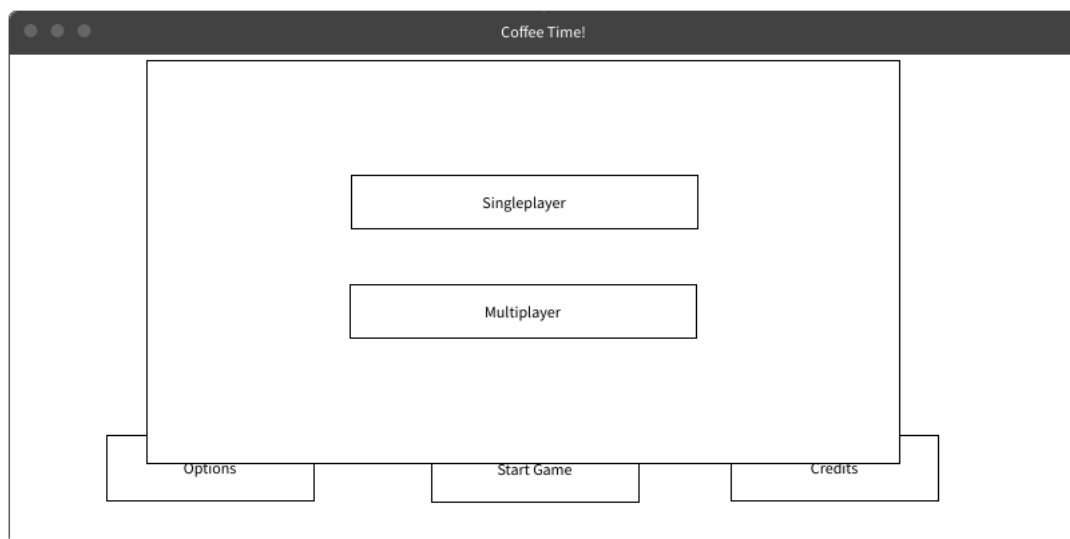 Coffee Time!
Singleplayer
Multiplayer
Options
Start Game
Credits